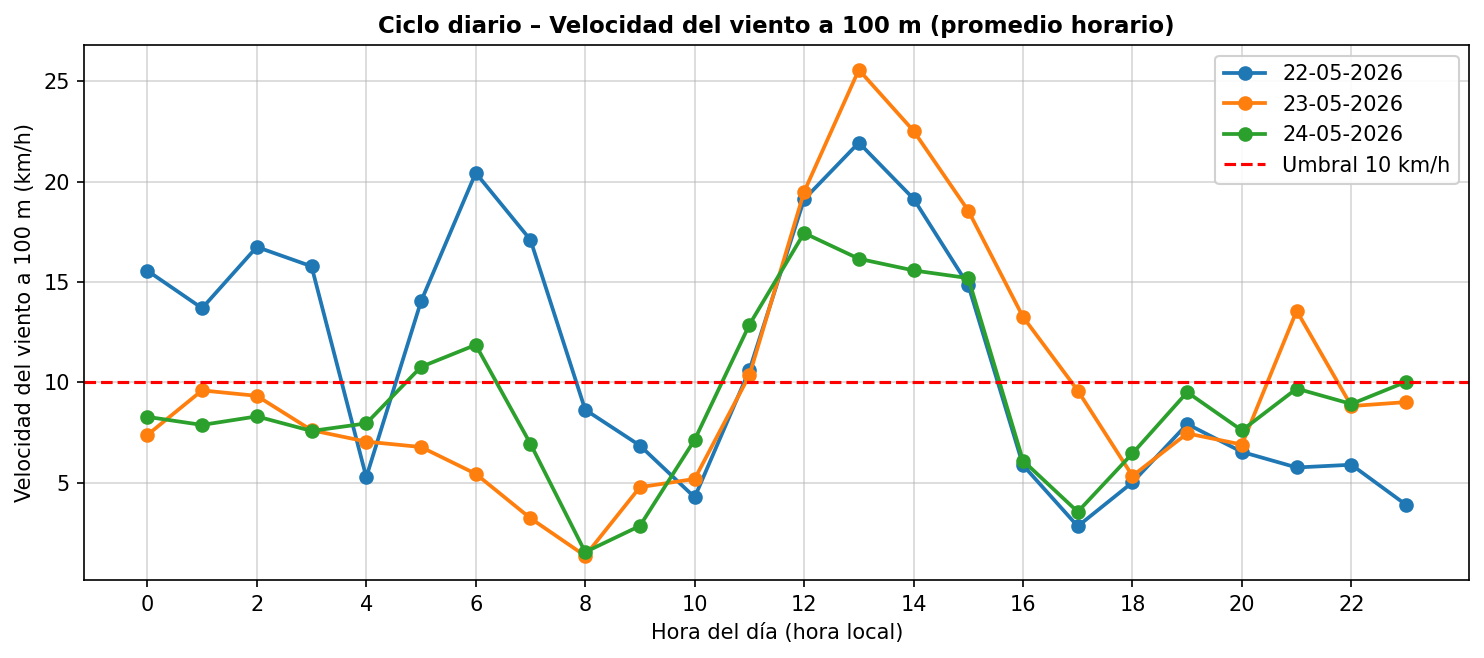 Ciclo diario – Velocidad del viento a 100 m (promedio horario)
Velocidad del viento a 100 m (km/h)
25
20
15
10
5
22-05-2026
23-05-2026
24-05-2026
Umbral 10 km/h
0 2 4 6 8 10 12 14 16 18 20 22
Hora del día (hora local)